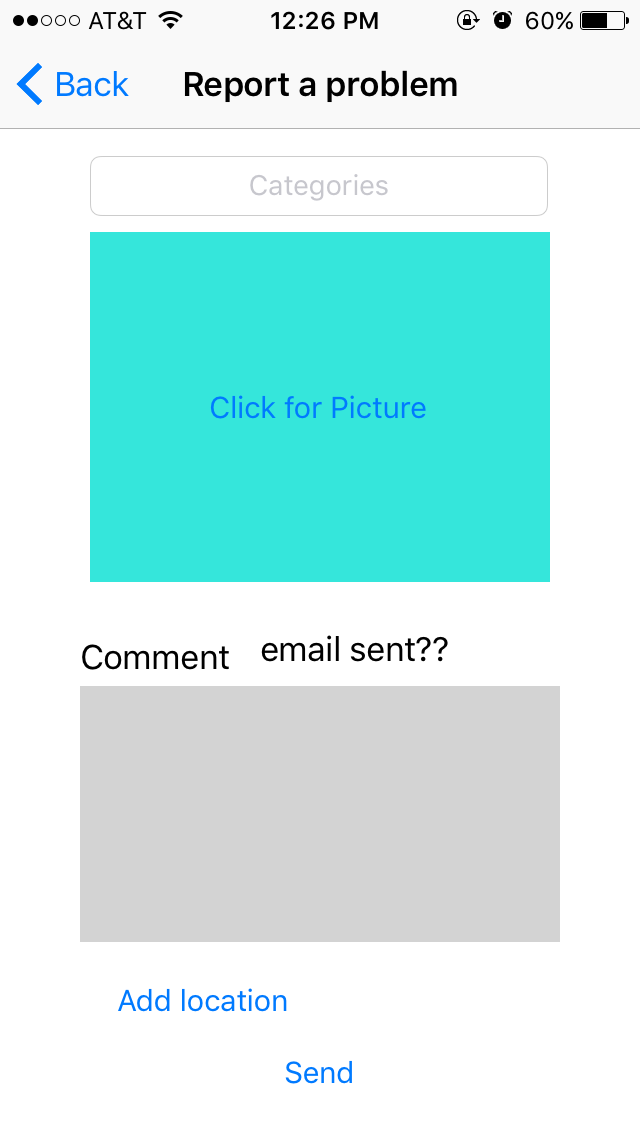 AT&T 12:26 PM 60%
Back Report a problem
Categories
Click for Picture
Comment email sent??
Add location
Send